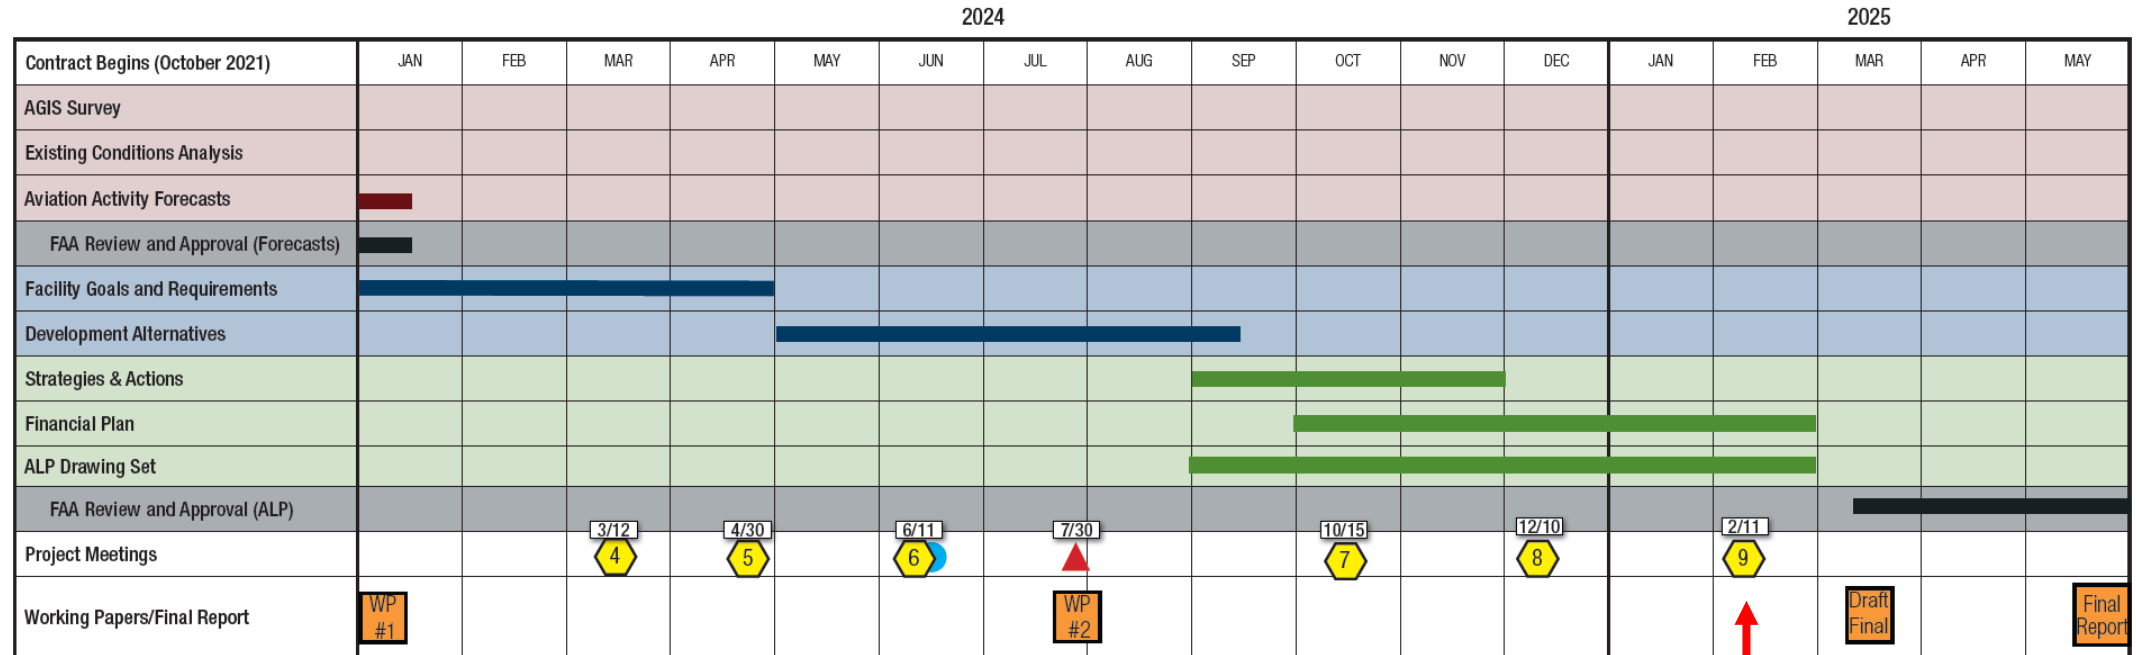 2024 2025
Contract Begins (October 2021) JAN FEB MAR APR MAY JUN JUL AUG SEP OCT NOV DEC JAN FEB MAR APR MAY
AGIS Survey
Existing Conditions Analysis
Aviation Activity Forecasts
FAA Review and Approval (Forecasts)
Facility Goals and Requirements
Development Alternatives
Strategies & Actions
Financial Plan
ALP Drawing Set
FAA Review and Approval (ALP)
3/12 4/30 6/11 7/30 10/15 12/10 2/11
Project Meetings 4 5 6 7 8 9
Working Papers/Final Report
WP
#1
WP
#2
Draft
Final
Final
Report